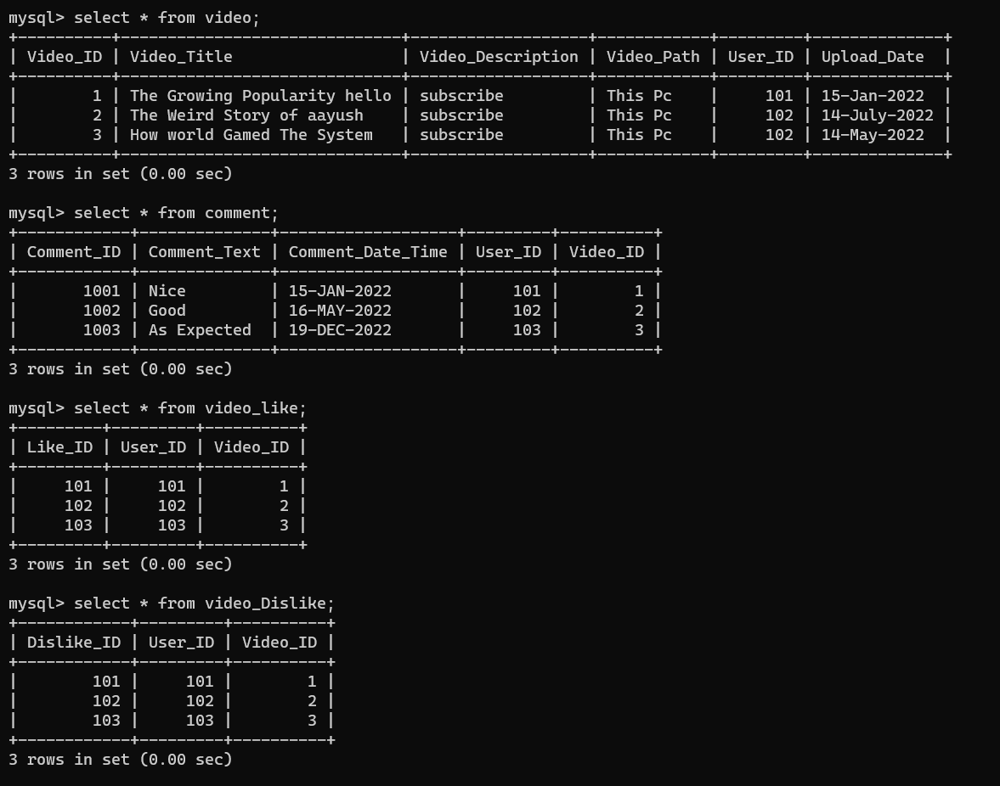 mysql> select * from video;
+----------+------------------------------+-------------------+------------+---------+--------------+
| Video_ID | Video_Title                  | Video_Description | Video_Path | User_ID | Upload_Date  |
+----------+------------------------------+-------------------+------------+---------+--------------+
|        1 | The Growing Popularity hello | subscribe         | This Pc    |     101 | 15-Jan-2022  |
|        2 | The Weird Story of aayush    | subscribe         | This Pc    |     102 | 14-July-2022 |
|        3 | How world Gamed The System   | subscribe         | This Pc    |     102 | 14-May-2022  |
+----------+------------------------------+-------------------+------------+---------+--------------+
3 rows in set (0.00 sec)

mysql> select * from comment;
+------------+--------------+-------------------+---------+----------+
| Comment_ID | Comment_Text | Comment_Date_Time | User_ID | Video_ID |
+------------+--------------+-------------------+---------+----------+
|       1001 | Nice         | 15-JAN-2022       |     101 |        1 |
|       1002 | Good         | 16-MAY-2022       |     102 |        2 |
|       1003 | As Expected  | 19-DEC-2022       |     103 |        3 |
+------------+--------------+-------------------+---------+----------+
3 rows in set (0.00 sec)

mysql> select * from video_like;
+---------+---------+----------+
| Like_ID | User_ID | Video_ID |
+---------+---------+----------+
|     101 |     101 |        1 |
|     102 |     102 |        2 |
|     103 |     103 |        3 |
+---------+---------+----------+
3 rows in set (0.00 sec)

mysql> select * from video_Dislike;
+------------+---------+----------+
| Dislike_ID | User_ID | Video_ID |
+------------+---------+----------+
|        101 |     101 |        1 |
|        102 |     102 |        2 |
|        103 |     103 |        3 |
+------------+---------+----------+
3 rows in set (0.00 sec)